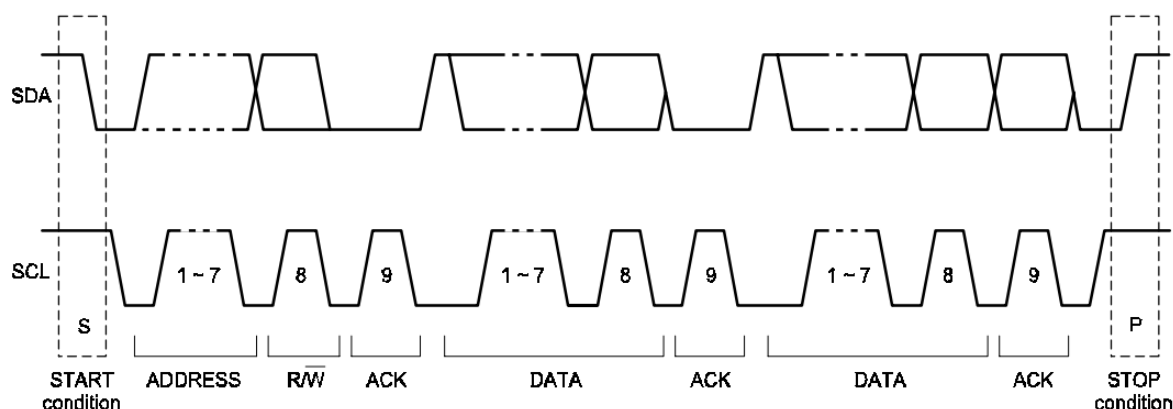 SDA
SCL
1 ~ 7 8 9 1 ~ 7 8 9 1 ~ 7 8 9
S P
START condition ADDRESS R/W̅ ACK DATA ACK DATA ACK STOP condition